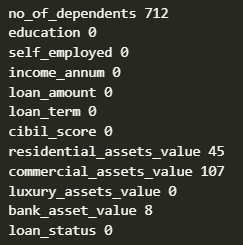 no_of_dependents 712
education 0
self_employed 0
income_annum 0
loan_amount 0
loan_term 0
cibil_score 0
residential_assets_value 45
commercial_assets_value 107
luxury_assets_value 0
bank_asset_value 8
loan_status 0